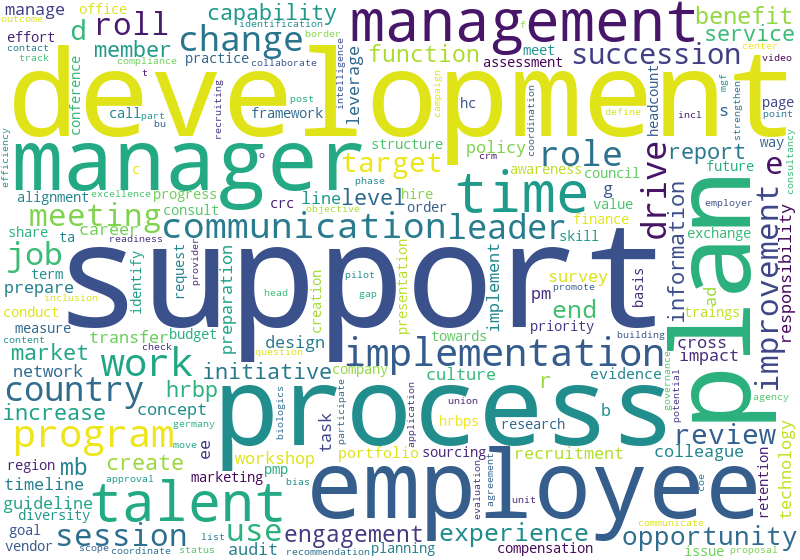 outcome office
manage
effort
roll
capability
identification
border
management
benefit
contact
member
change
practice
collaborate
f
meet
succession
service
center
track
compliance
d
function
assessment
video
t
recruiting
conference
leverage
intelligence
campaign
coordination
headcount
s
page
development
call
part
bu
framework
post
hc
define
incl
mgf
strengthen
point
efficiency
manager
c
o
structure
policy
role
report
way
consultancy
target
drive
e
crm
alignment
excellence
progress
line
level
awareness
council
future
phase
time
g
value
share
meeting
career
consult
crc
hire
order
skill
finance
exchange
employer
readiness
objective
communication
leader
job
ta
term
identify
request
provider
preparation
creation
presentation
implement
information
improvement
responsibility
prepare
inclusion
head
pilot
gap
support
survey
pm
end
basis
promote
ad
trainings
plan
conduct
measure
content
check
transfer
budget
question
design
company
towards
priority
building
cross
impact
market
network
work
initiative
implementation
culture
evidence
governance
potential
agency
country
hrbp
biologics
participate
application
union
r
b
process
increase
concept
germany
move
ee
task
hrbps
research
review
technology
program
workshop
portfolio
sourcing
recruitment
colleague
region
mb
create
marketing
pmp
bias
evaluation
agreement
unit
coe
communicate
retention
timeline
approval
talent
employee
guideline
diversity
use
engagement
experience
opportunity
goal
session
list
vendor
scope
coordinate
status
audit
recommendation
planning
compensation
issue
proposal